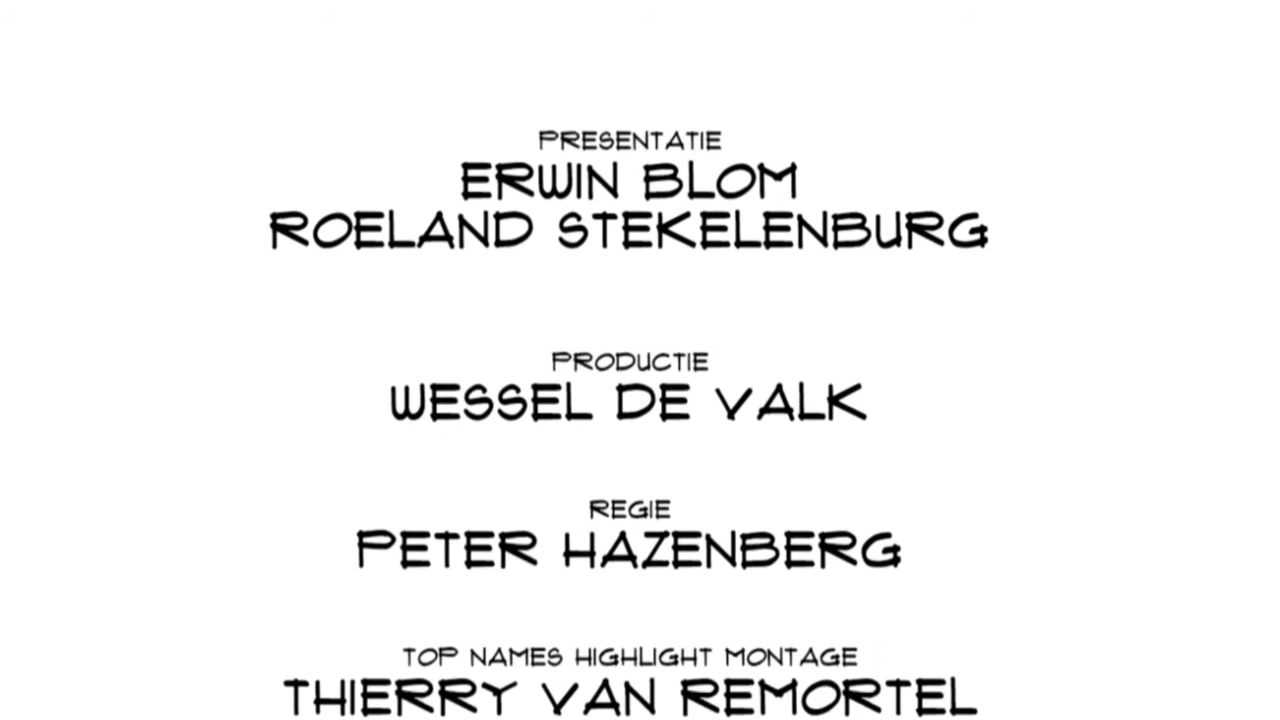 PRESENTATIE
ERWIN BLOM
ROELAND STEKELENBURG
PRODUCTIE
WESSEL DE VALK
REGIE
PETER HAZENBERG
TOP NAMES HIGHLIGHT MONTAGE
THIERRY VAN REMORTEL